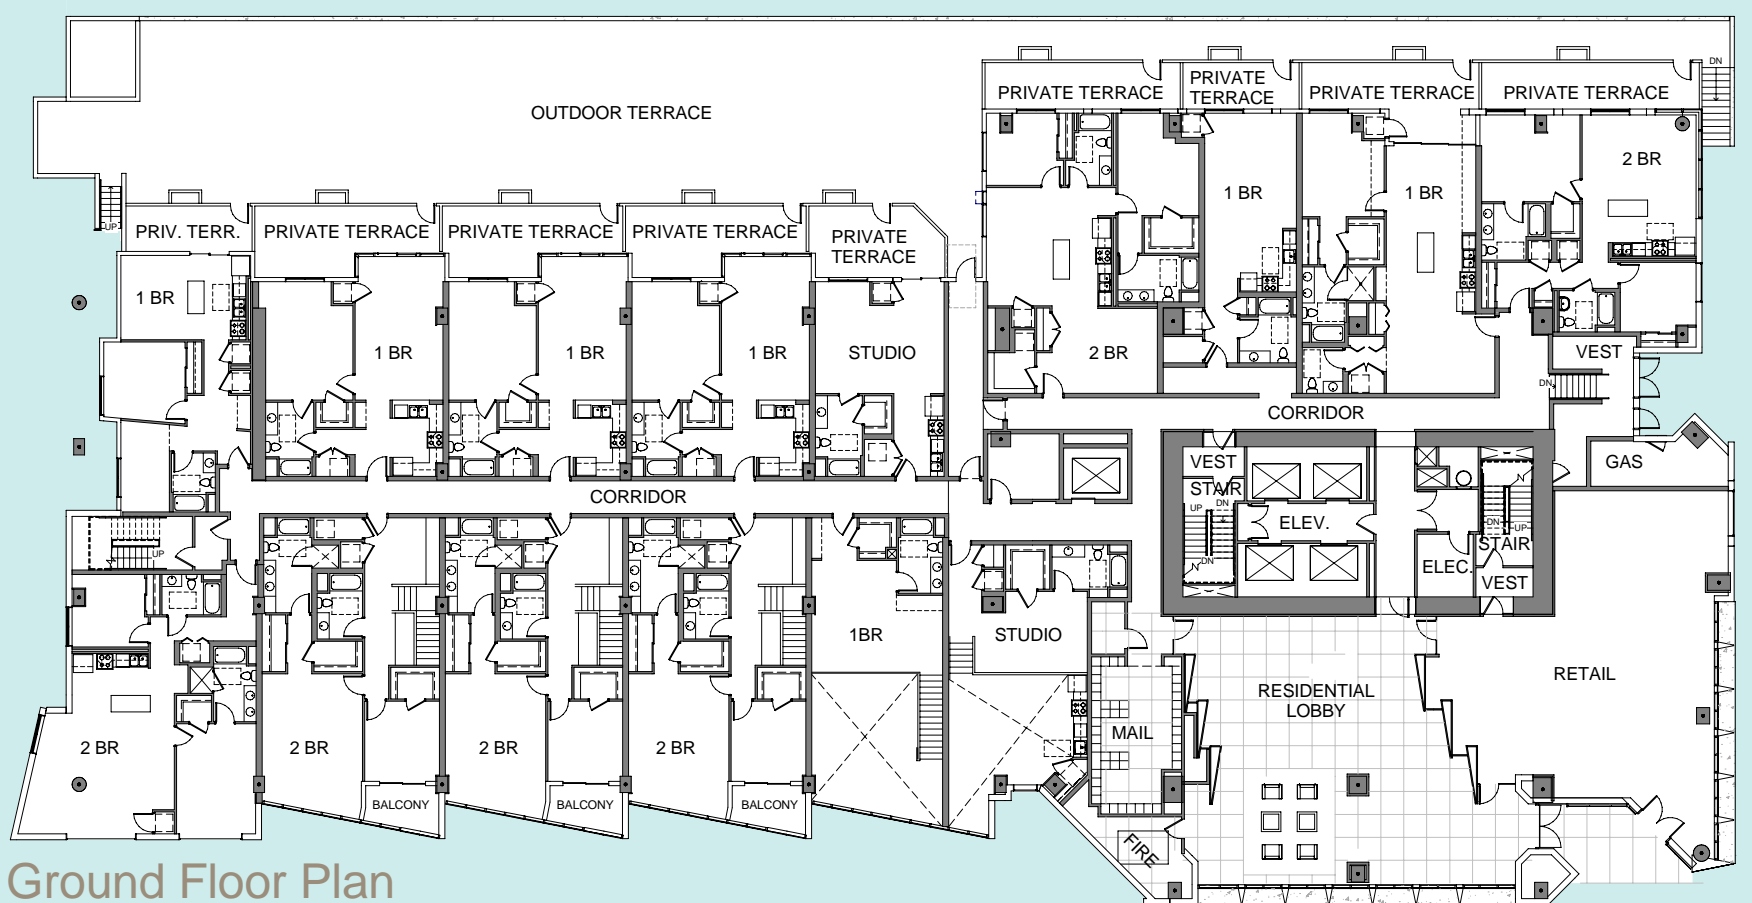 DN
PRIVATE
TERRACE
PRIVATE TERRACE
PRIVATE TERRACE
PRIVATE TERRACE
OUTDOOR TERRACE
2 BR
1 BR
1 BR
UP
PRIV. TERR.
PRIVATE TERRACE
PRIVATE TERRACE
PRIVATE TERRACE
PRIVATE
TERRACE
1 BR
1 BR
1 BR
1 BR
STUDIO
2 BR
VEST
DN
CORRIDOR
VEST
GAS
STAIR
CORRIDOR
UP
DN
ELEV.
DN
UP
STAIR
UP
DN
ELEC.
VEST
1BR
STUDIO
RETAIL
RESIDENTIAL
LOBBY
MAIL
2 BR
2 BR
2 BR
2 BR
BALCONY
BALCONY
BALCONY
FIRE
Ground Floor Plan